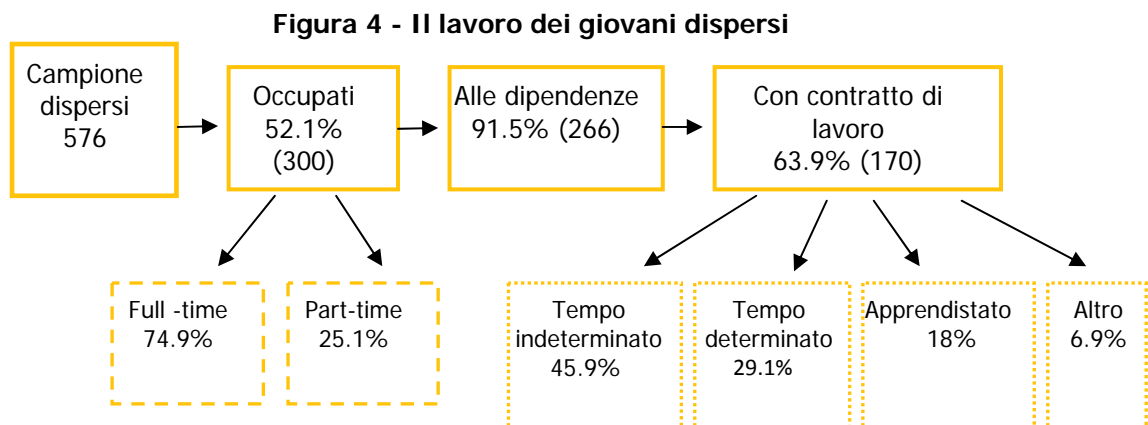 Figura 4 - Il lavoro dei giovani dispersi
Campione
dispersi
576
Occupati
52.1%
(300)
Alle dipendenze
91.5% (266)
Con contratto di
lavoro
63.9% (170)
Full -time
74.9%
Part-time
25.1%
Tempo
indeterminato
45.9%
Tempo
determinato
29.1%
Apprendistato
18%
Altro
6.9%